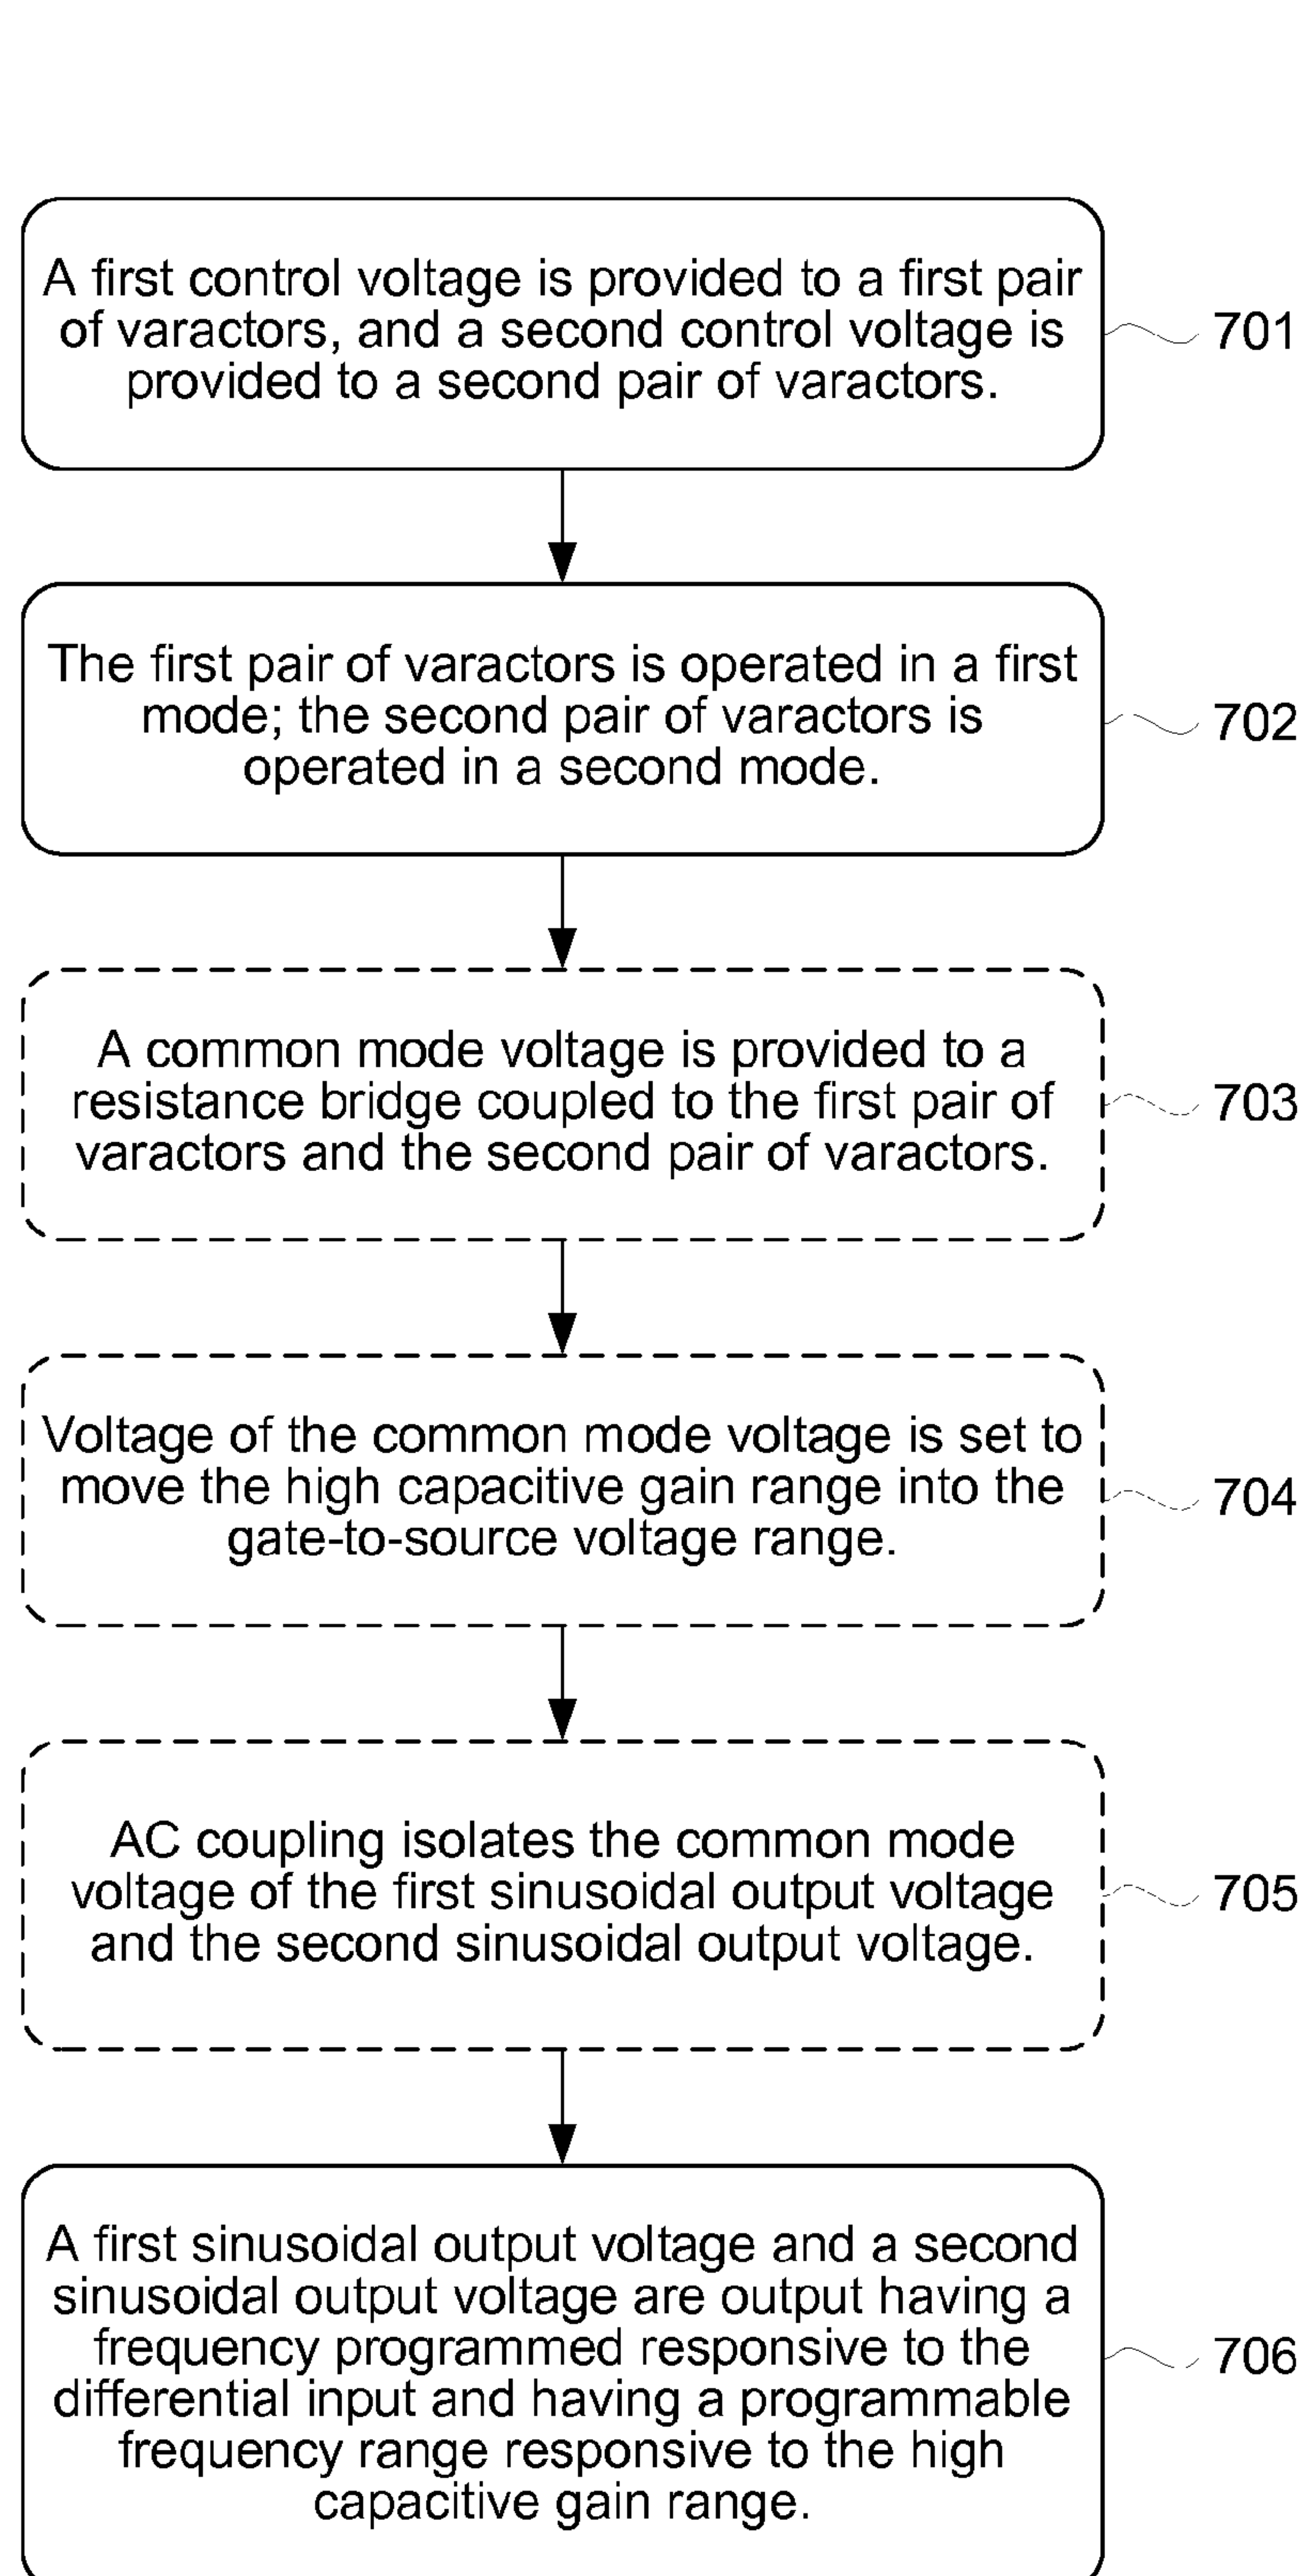 A first control voltage is provided to a first pair
of varactors, and a second control voltage is
provided to a second pair of varactors.
701
The first pair of varactors is operated in a first
mode; the second pair of varactors is
operated in a second mode.
702
A common mode voltage is provided to a
resistance bridge coupled to the first pair of
varactors and the second pair of varactors.
703
Voltage of the common mode voltage is set to
move the high capacitive gain range into the
gate-to-source voltage range.
704
AC coupling isolates the common mode
voltage of the first sinusoidal output voltage
and the second sinusoidal output voltage.
705
A first sinusoidal output voltage and a second
sinusoidal output voltage are output having a
frequency programmed responsive to the
differential input and having a programmable
frequency range responsive to the high
capacitive gain range.
706